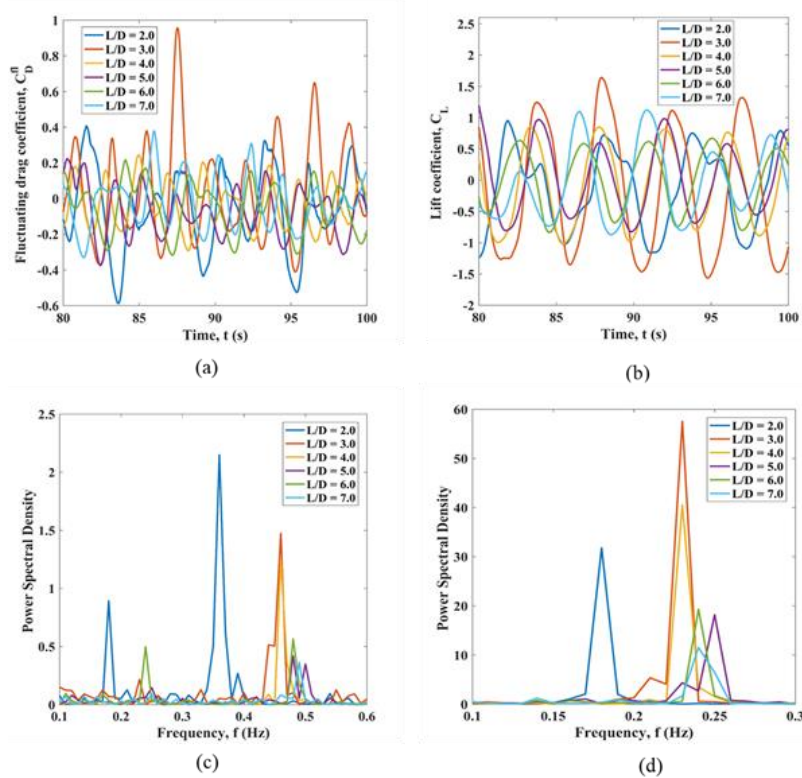 Fluctuating drag coefficient, C_D^fl
1
0.8
0.6
0.4
0.2
0
-0.2
-0.4
-0.6
80 85 90 95 100
Time, t (s)
L/D = 2.0
L/D = 3.0
L/D = 4.0
L/D = 5.0
L/D = 6.0
L/D = 7.0
(a)
Lift coefficient, C_L
2.5
2
1.5
1
0.5
0
-0.5
-1
-1.5
-2
80 85 90 95 100
Time, t (s)
L/D = 2.0
L/D = 3.0
L/D = 4.0
L/D = 5.0
L/D = 6.0
L/D = 7.0
(b)
Power Spectral Density
2.5
2
1.5
1
0.5
0
0.1 0.2 0.3 0.4 0.5 0.6
Frequency, f (Hz)
L/D = 2.0
L/D = 3.0
L/D = 4.0
L/D = 5.0
L/D = 6.0
L/D = 7.0
(c)
Power Spectral Density
60
50
40
30
20
10
0
0.1 0.15 0.2 0.25 0.3
Frequency, f (Hz)
L/D = 2.0
L/D = 3.0
L/D = 4.0
L/D = 5.0
L/D = 6.0
L/D = 7.0
(d)